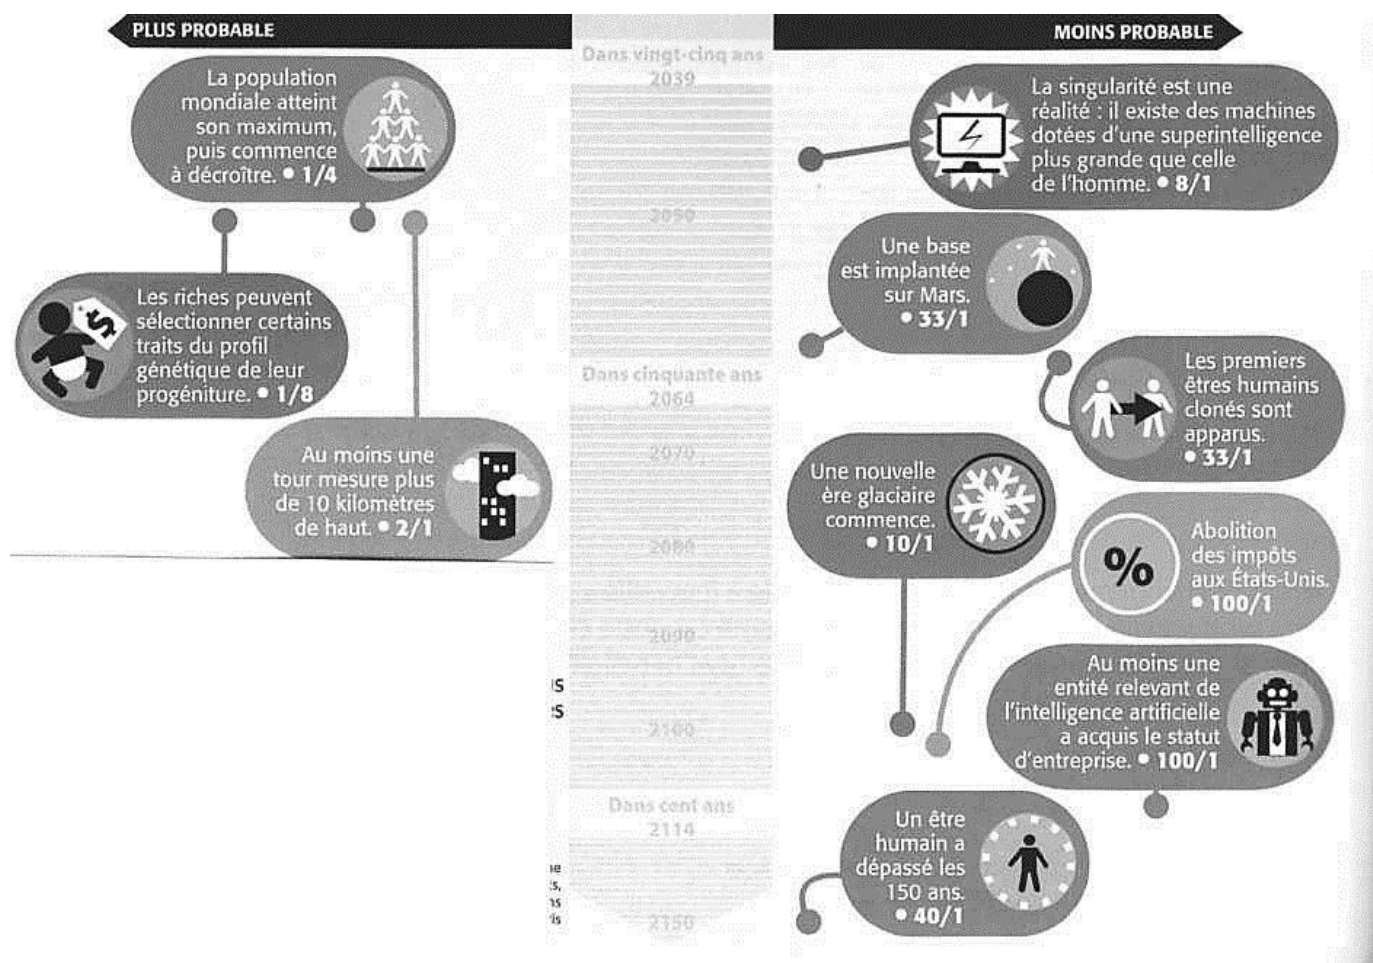 PLUS PROBABLE
MOINS PROBABLE
Dans vingt-cinq ans
2039
La population
mondiale atteint
son maximum,
puis commence
à décroître. • 1/4
La singularité est une
réalité : il existe des machines
dotées d'une superintelligence
plus grande que celle
de l'homme. • 8/1
2050
Une base
est implantée
sur Mars.
• 33/1
Les riches peuvent
sélectionner certains
traits du profil
génétique de leur
progéniture. • 1/8
$
Dans cinquante ans
2064
Les premiers
êtres humains
clonés sont
apparus.
• 33/1
Au moins une
tour mesure plus
de 10 kilomètres
de haut. • 2/1
2070
Une nouvelle
ère glaciaire
commence.
• 10/1
2080
%
Abolition
des impôts
aux États-Unis.
• 100/1
2090
Au moins une
entité relevant de
l'intelligence artificielle
a acquis le statut
d'entreprise. • 100/1
2100
Dans cent ans
2114
Un être
humain a
dépassé les
150 ans.
• 40/1
2150